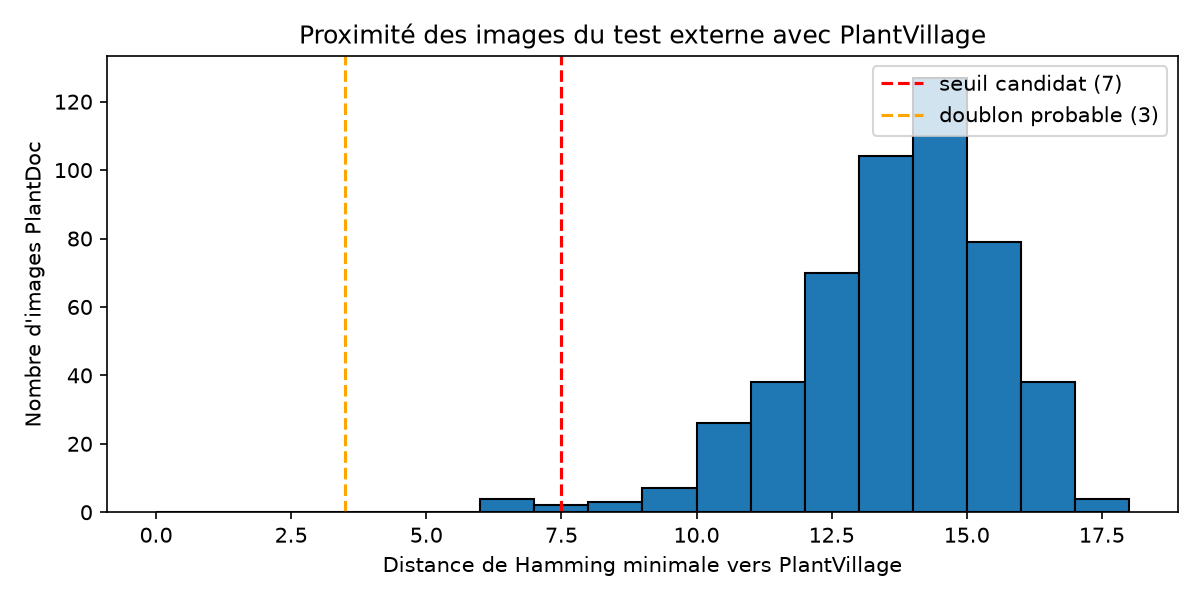 Proximité des images du test externe avec PlantVillage
seuil candidat (7)
doublon probable (3)
Nombre d'images PlantDoc
120
100
80
60
40
20
0
0.0 2.5 5.0 7.5 10.0 12.5 15.0 17.5
Distance de Hamming minimale vers PlantVillage